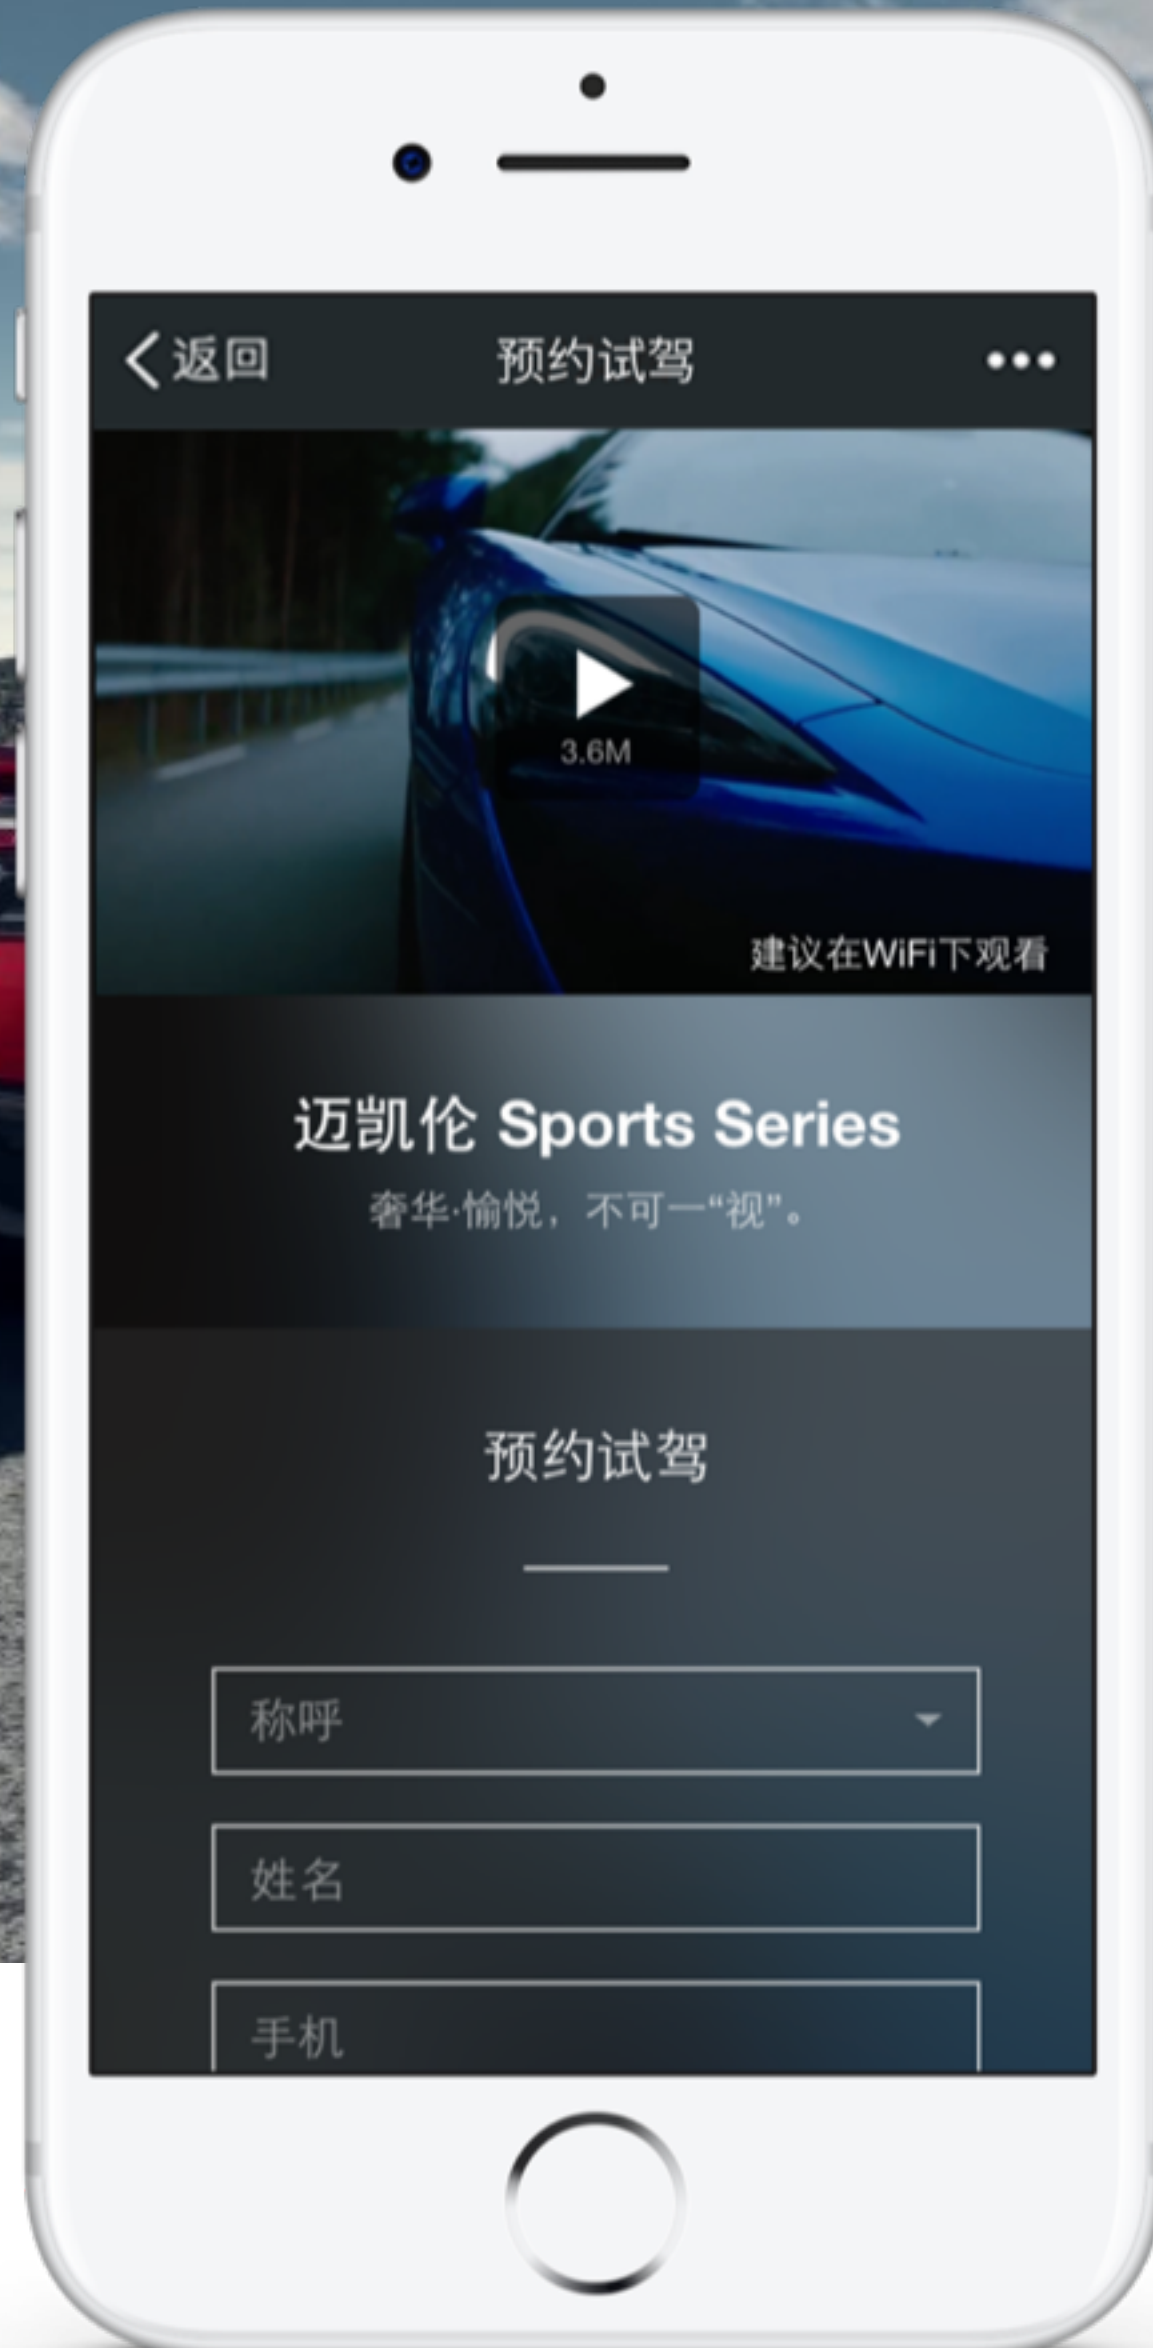 返回
预约试驾
3.6M
建议在WiFi下观看
迈凯伦 Sports Series
奢华·愉悦，不可一“视”。
预约试驾
称呼
姓名
手机